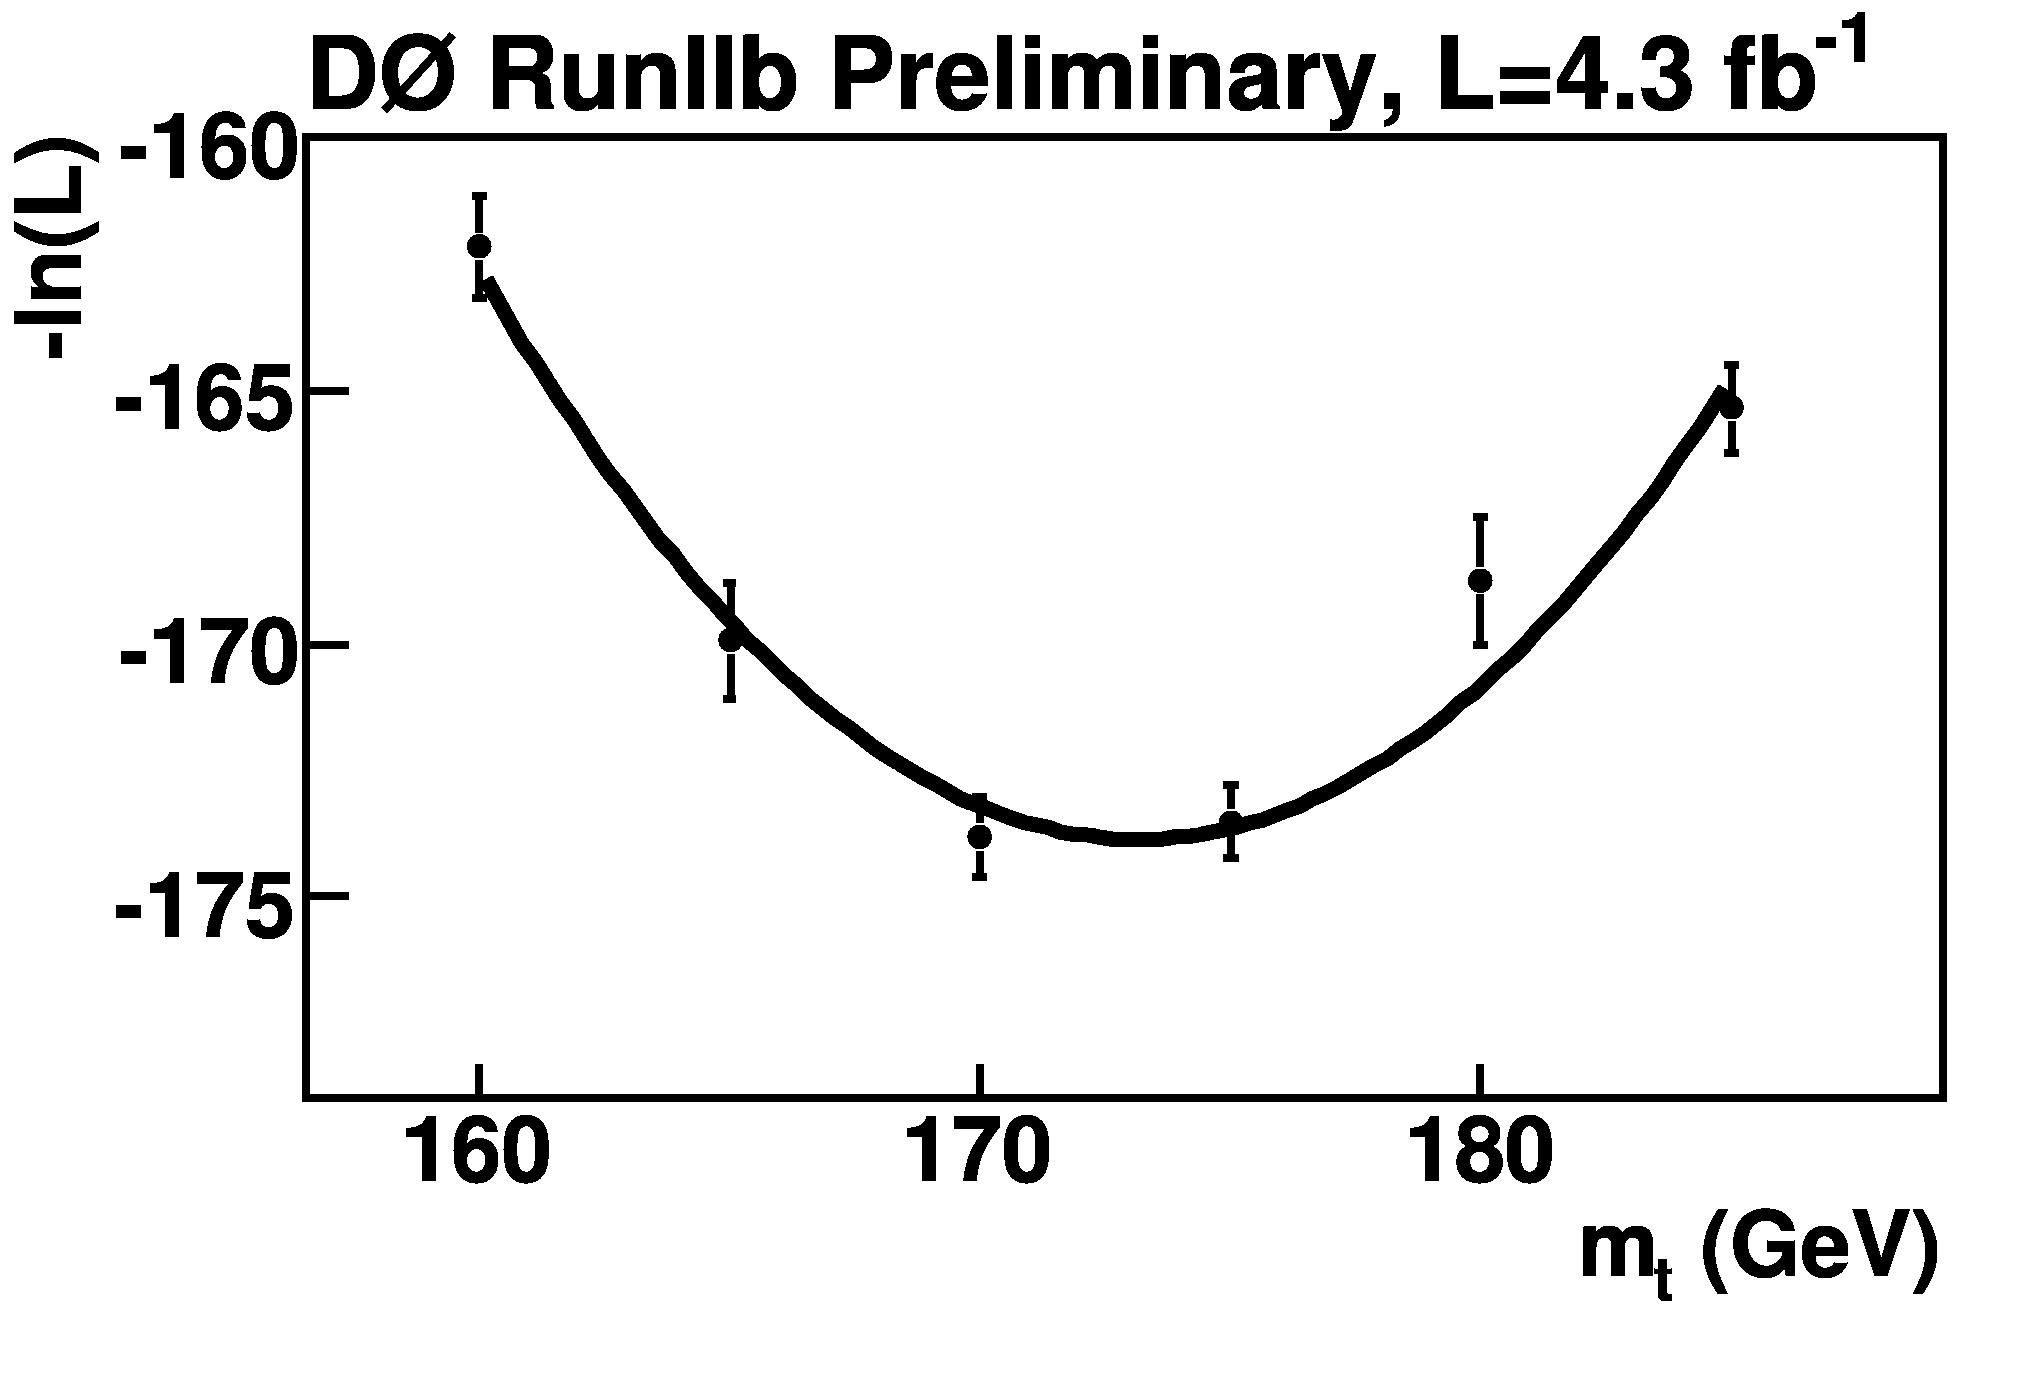 DØ RunIIb Preliminary, L=4.3 fb⁻¹
-ln(L)
-160
-165
-170
-175
160 170 180
mₜ (GeV)